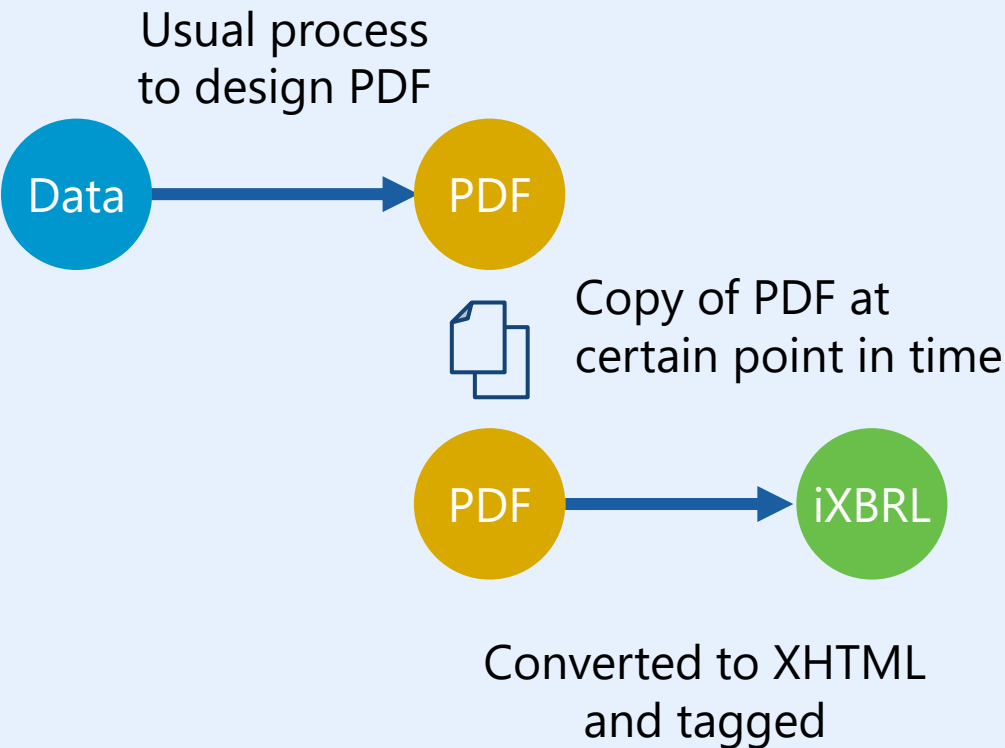 Usual process
to design PDF
Data
PDF
Copy of PDF at
certain point in time
PDF
iXBRL
Converted to XHTML
and tagged